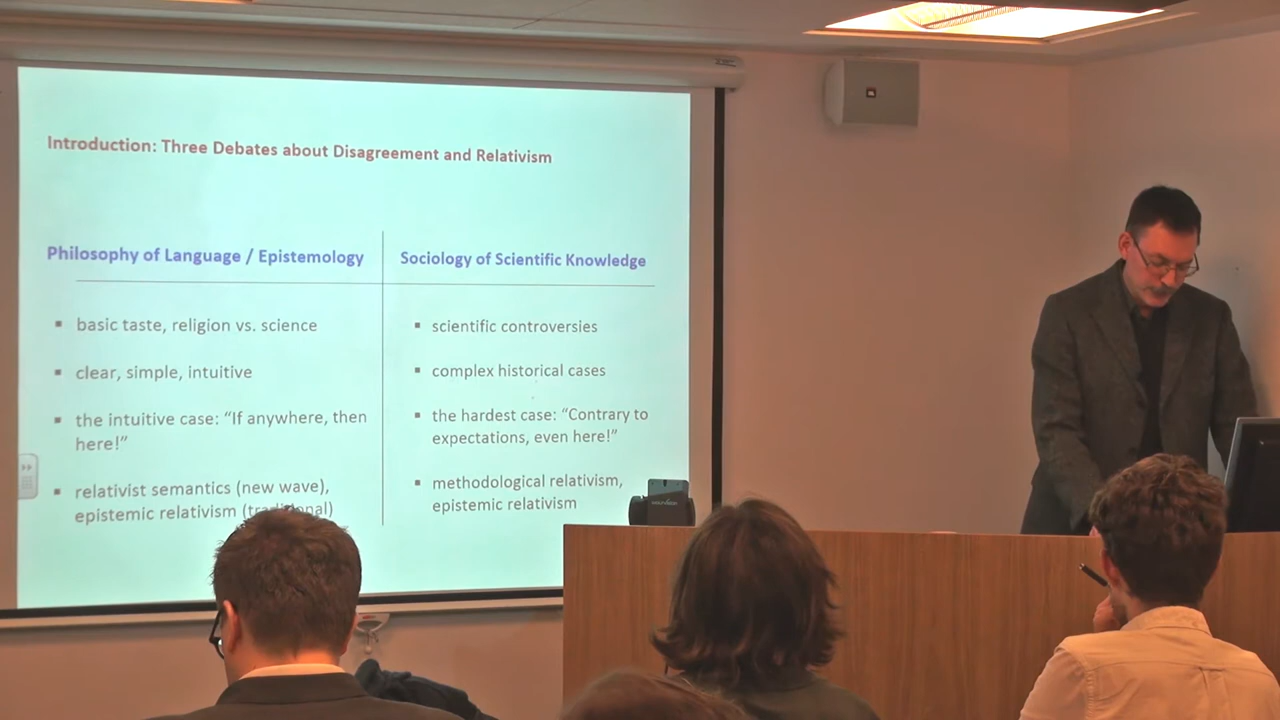 Introduction: Three Debates about Disagreement and Relativism
Philosophy of Language / Epistemology
▪ basic taste, religion vs. science
▪ clear, simple, intuitive
▪ the intuitive case: “If anywhere, then
here!”
▪ relativist semantics (new wave),
epistemic relativism (traditional)
Sociology of Scientific Knowledge
▪ scientific controversies
▪ complex historical cases
▪ the hardest case: “Contrary to
expectations, even here!”
▪ methodological relativism,
epistemic relativism